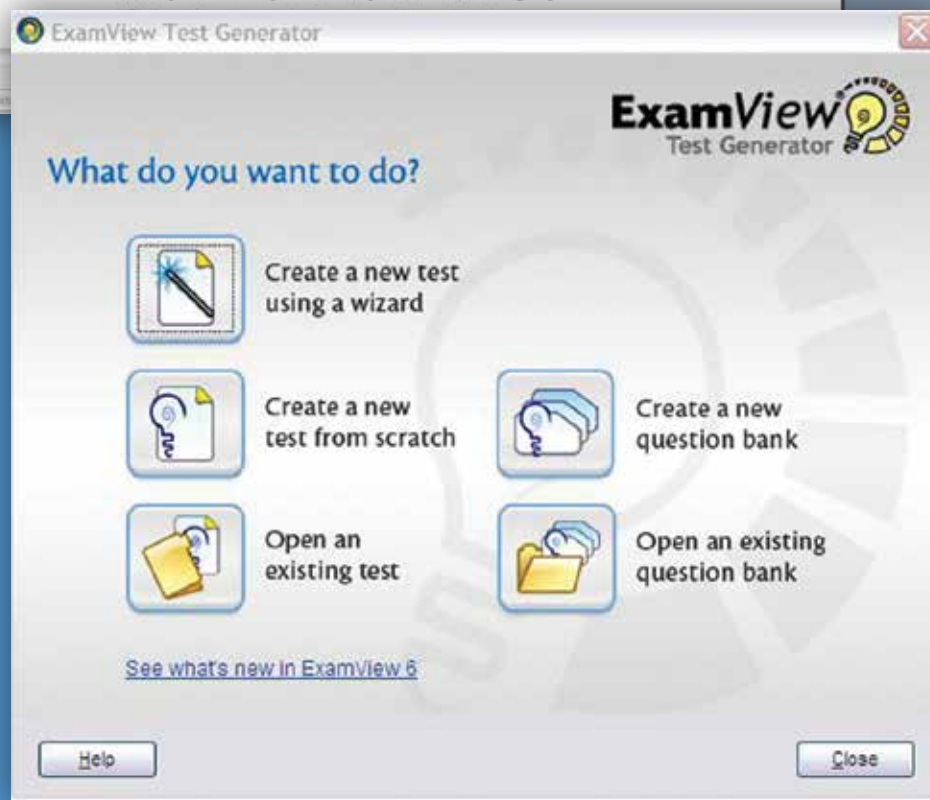 ExamView Test Generator
ExamView
Test Generator
What do you want to do?
Create a new test
using a wizard
Create a new
test from scratch
Create a new
question bank
Open an
existing test
Open an existing
question bank
See what's new in ExamView 6
Help
Close